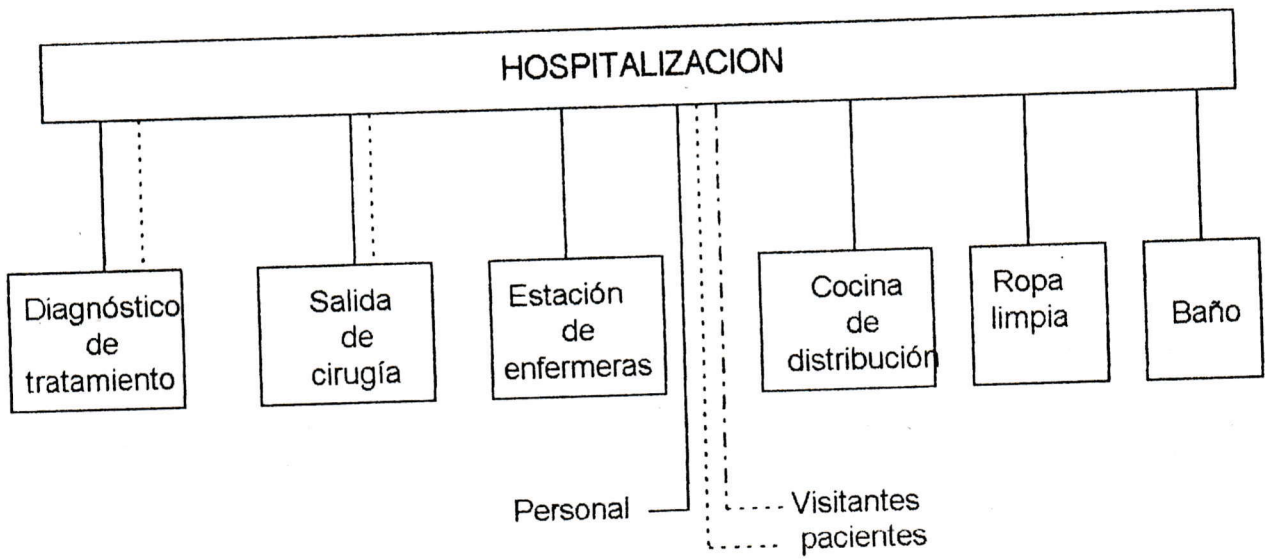 HOSPITALIZACION
Diagnóstico
de
tratamiento
Salida
de
cirugía
Estación
de
enfermeras
Cocina
de
distribución
Ropa
limpia
Baño
Personal
Visitantes
pacientes